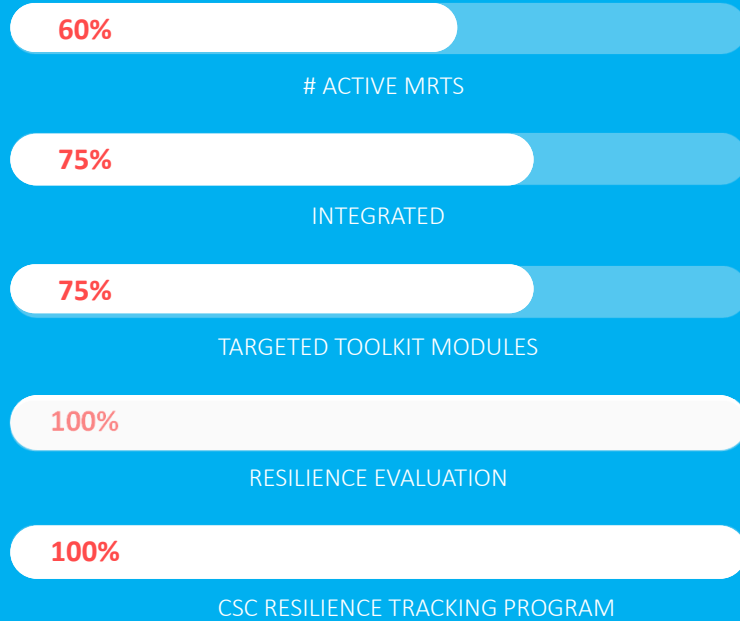 60%
# ACTIVE MRTS
75%
INTEGRATED
75%
TARGETED TOOLKIT MODULES
100%
RESILIENCE EVALUATION
100%
CSC RESILIENCE TRACKING PROGRAM